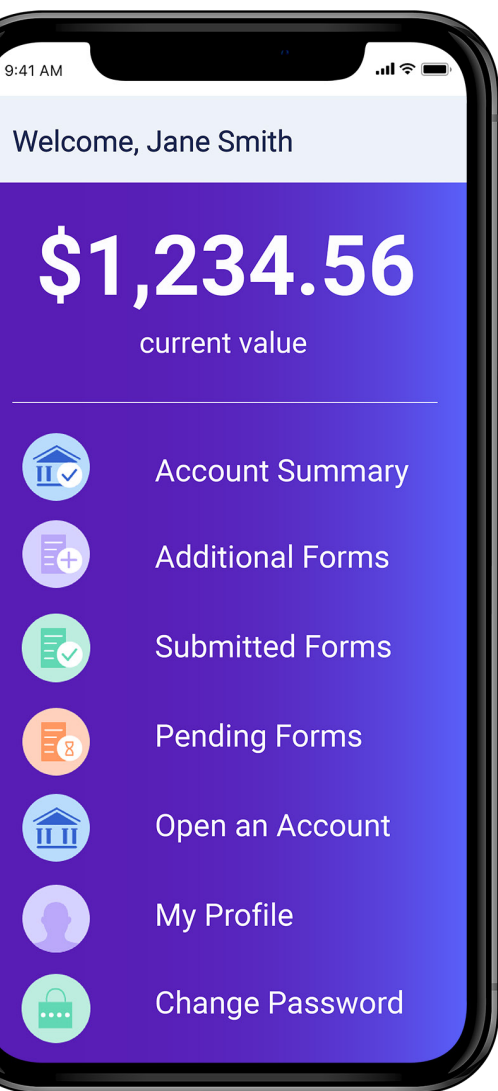 9:41 AM
Welcome, Jane Smith
$1,234.56
current value
Account Summary
Additional Forms
Submitted Forms
Pending Forms
Open an Account
My Profile
Change Password